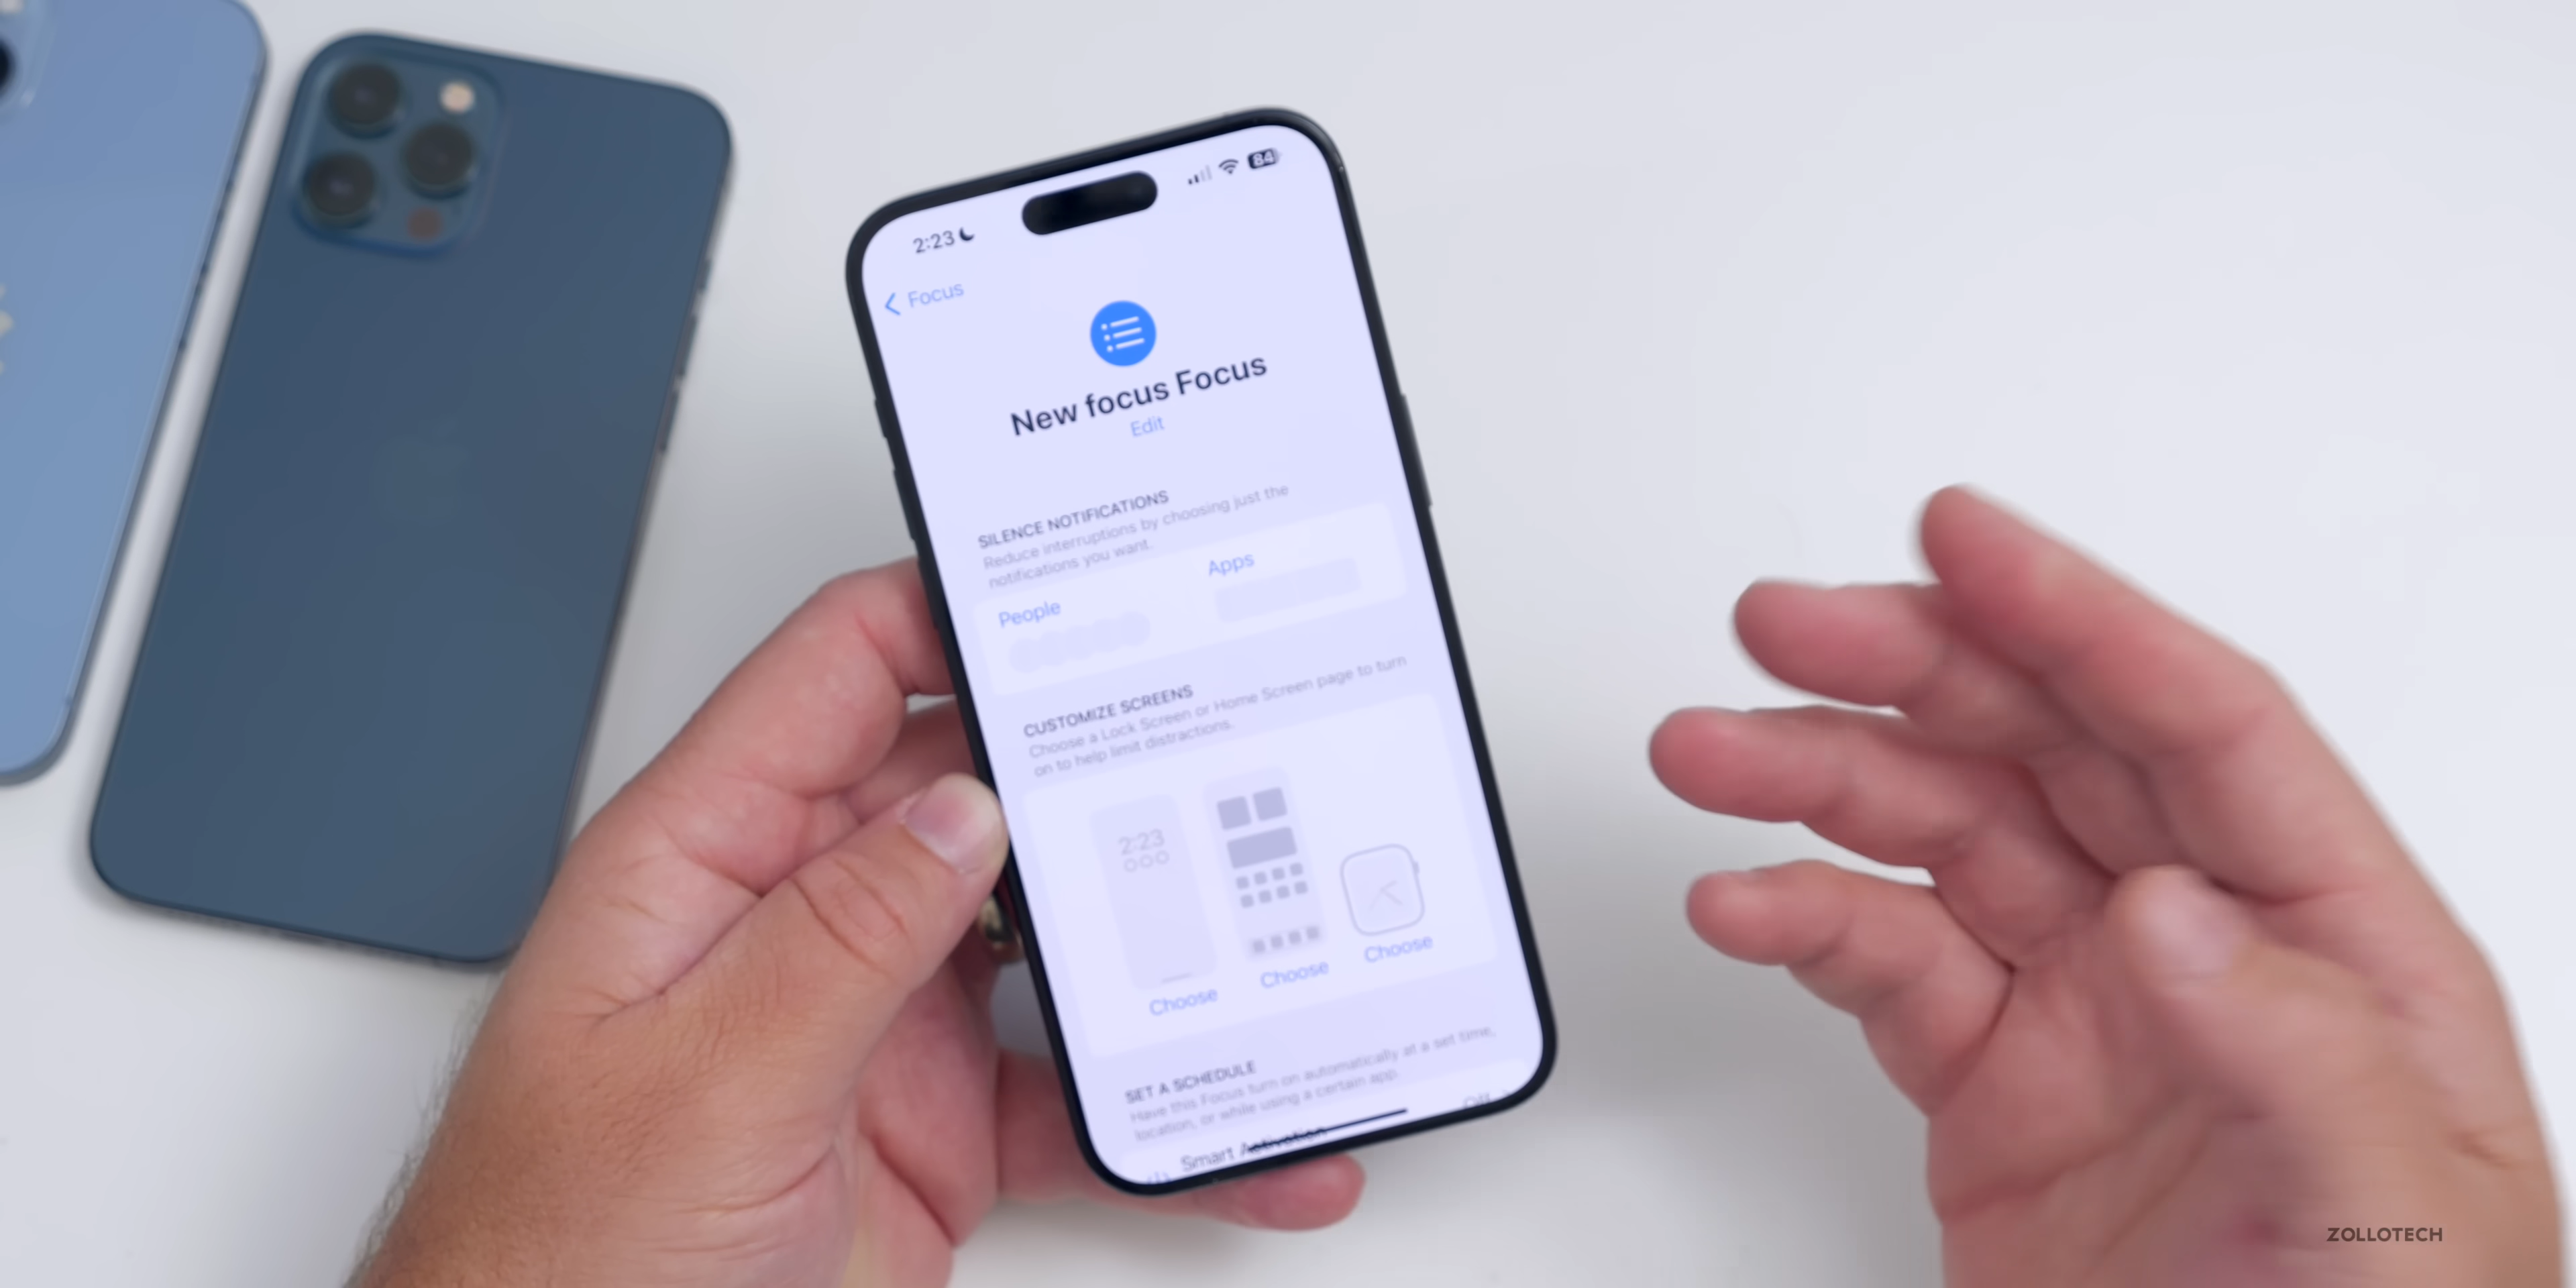 2:23
84
Focus
New focus Focus
Edit
SILENCE NOTIFICATIONS
Reduce interruptions by choosing just the
notifications you want.
People
Apps
CUSTOMIZE SCREENS
Choose a Lock Screen or Home Screen page to turn
on to help limit distractions.
2:23
Choose
Choose
Choose
SET A SCHEDULE
Have this Focus turn on automatically at a set time,
location, or while using a certain app.
Smart Activation
Off
ZOLLOTECH